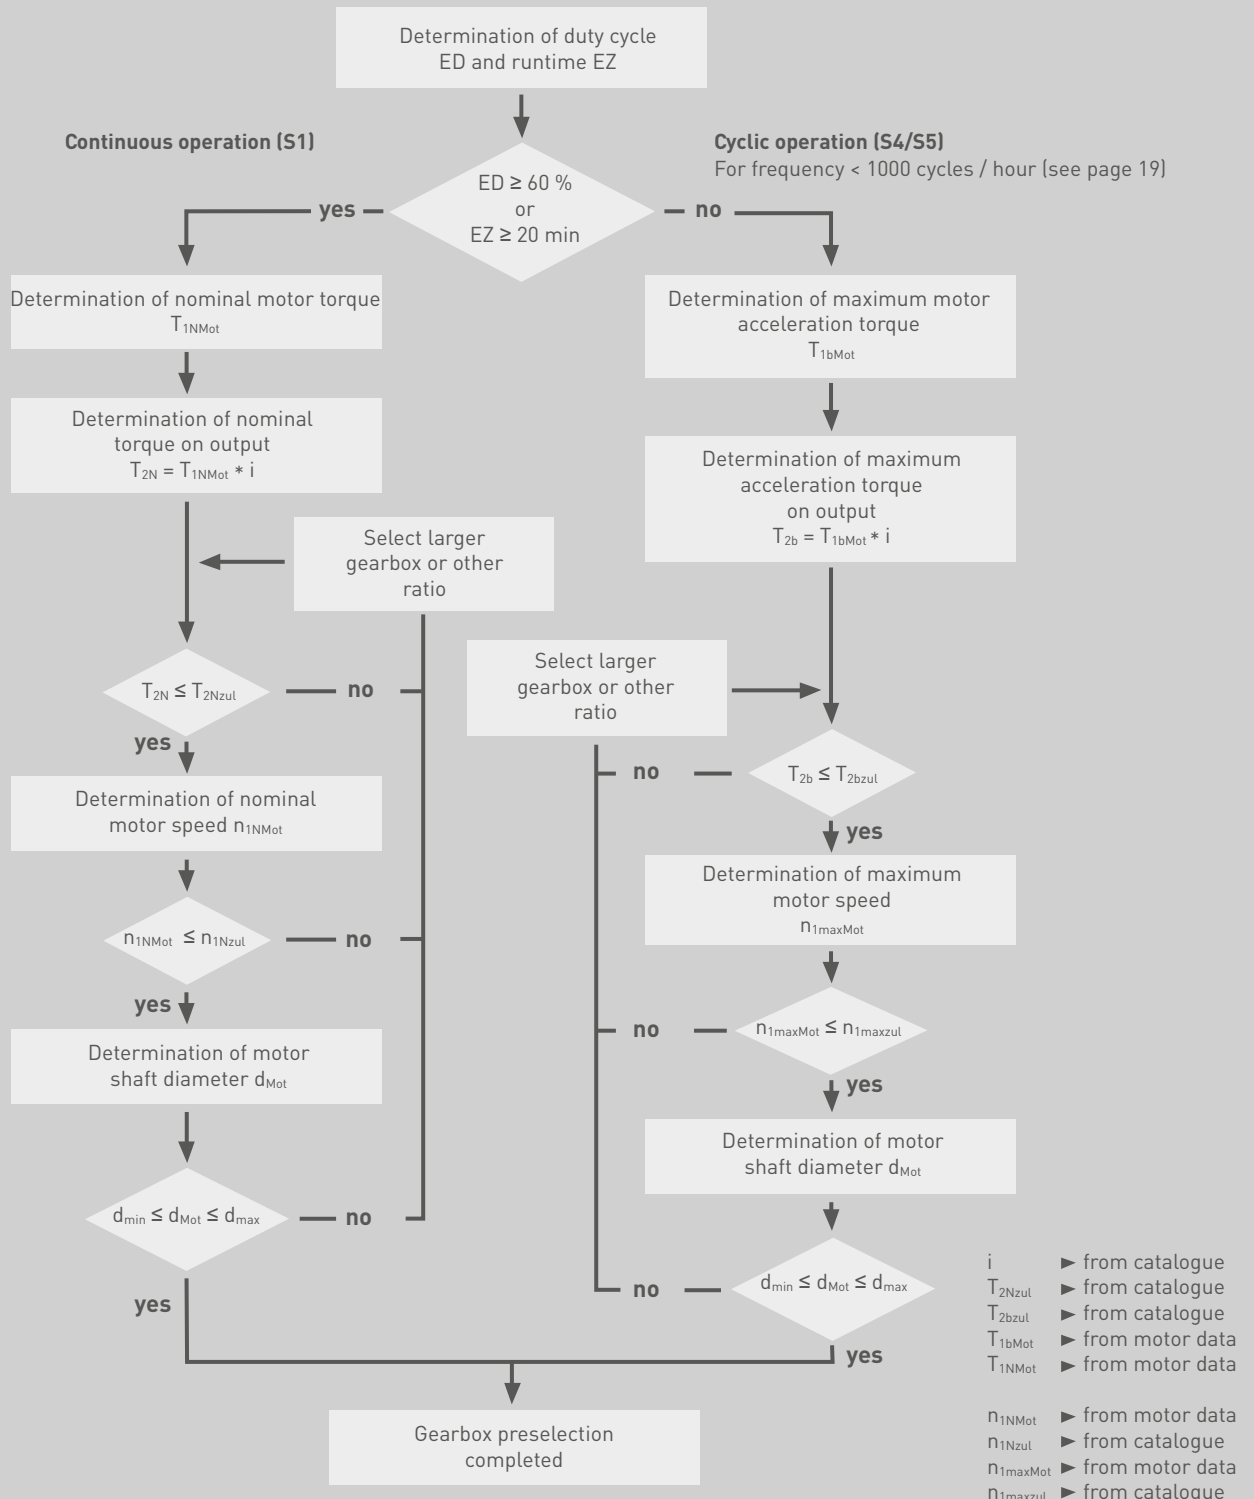 Determination of duty cycle
ED and runtime EZ
Continuous operation (S1)
Cyclic operation (S4/S5)
For frequency < 1000 cycles / hour (see page 19)
ED ≥ 60 %
or
EZ ≥ 20 min
yes
no
Determination of nominal motor torque
T1NMot
Determination of nominal
torque on output
T2N = T1NMot * i
Select larger
gearbox or other
ratio
T2N ≤ T2Nzul
no
yes
Determination of nominal
motor speed n1NMot
n1NMot ≤ n1Nzul
no
yes
Determination of motor
shaft diameter dMot
dmin ≤ dMot ≤ dmax
no
yes
Determination of maximum motor
acceleration torque
T1bMot
Determination of maximum
acceleration torque
on output
T2b = T1bMot * i
Select larger
gearbox or other
ratio
no
T2b ≤ T2bzul
yes
Determination of maximum
motor speed
n1maxMot
no
n1maxMot ≤ n1maxzul
yes
Determination of motor
shaft diameter dMot
no
dmin ≤ dMot ≤ dmax
yes
Gearbox preselection
completed
i ► from catalogue
T2Nzul ► from catalogue
T2bzul ► from catalogue
T1bMot ► from motor data
T1NMot ► from motor data
n1NMot ► from motor data
n1Nzul ► from catalogue
n1maxMot ► from motor data
n1maxzul ► from catalogue